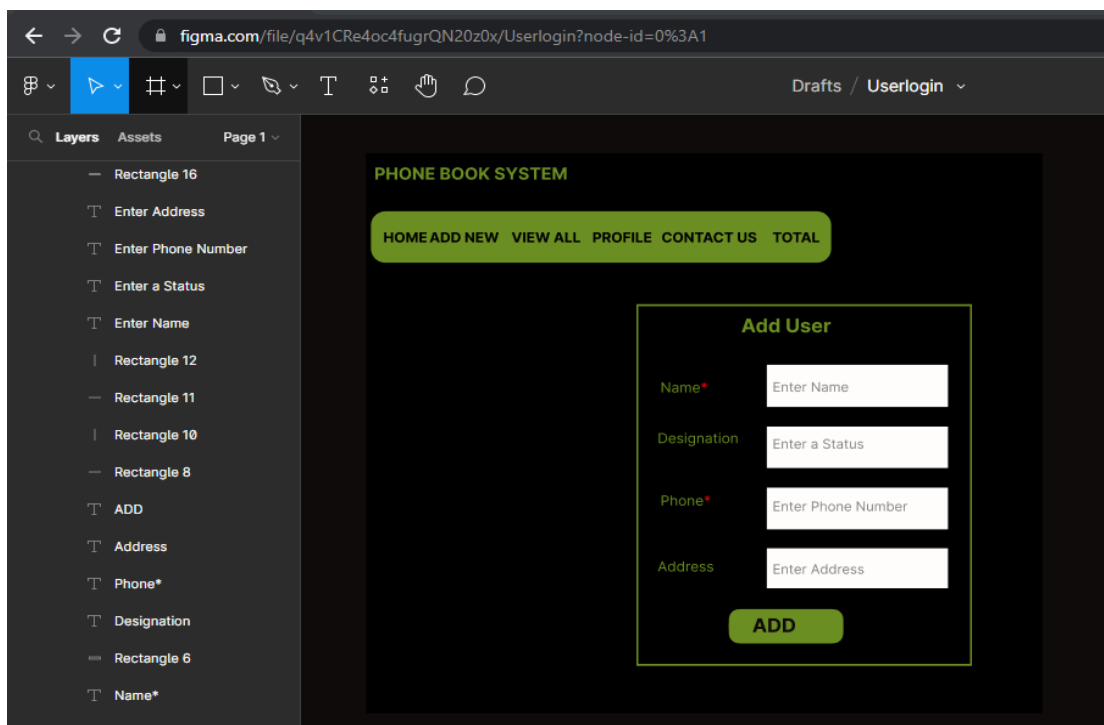 figma.com/file/q4v1CRe4oc4fugrQN20z0x/Userlogin?node-id=0%3A1
Drafts / Userlogin
Layers Assets Page 1
Rectangle 16
Enter Address
Enter Phone Number
Enter a Status
Enter Name
Rectangle 12
Rectangle 11
Rectangle 10
Rectangle 8
ADD
Address
Phone*
Designation
Rectangle 6
Name*
PHONE BOOK SYSTEM
HOME ADD NEW VIEW ALL PROFILE CONTACT US TOTAL
Add User
Name* Enter Name
Designation Enter a Status
Phone* Enter Phone Number
Address Enter Address
ADD